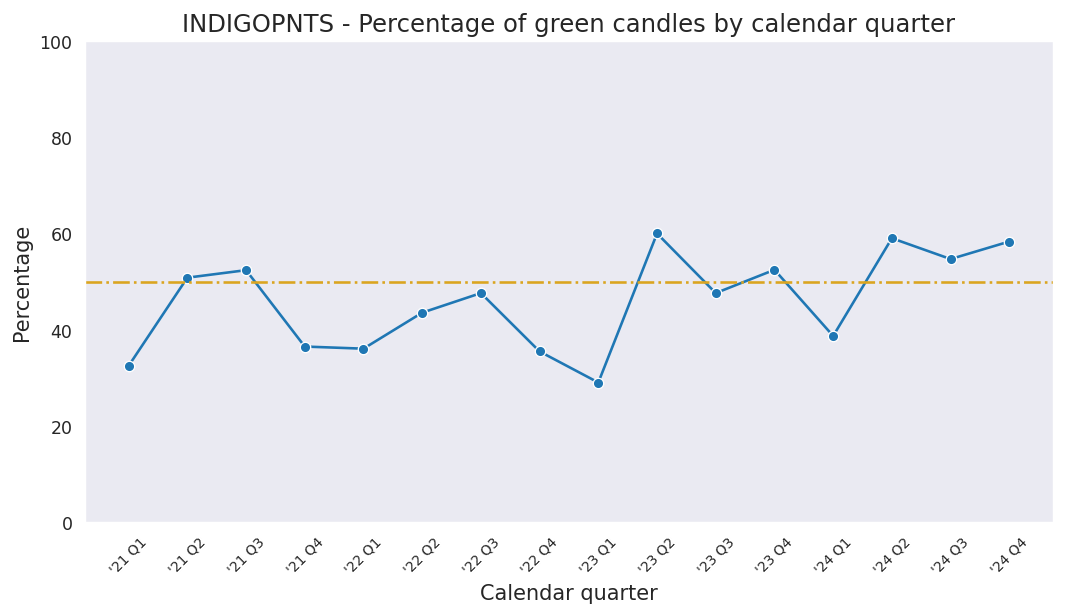 INDIGOPNTS - Percentage of green candles by calendar quarter
100
80
60
40
20
0
Percentage
'21 Q1
'21 Q2
'21 Q3
'21 Q4
'22 Q1
'22 Q2
'22 Q3
'22 Q4
'23 Q1
'23 Q2
'23 Q3
'23 Q4
'24 Q1
'24 Q2
'24 Q3
'24 Q4
Calendar quarter